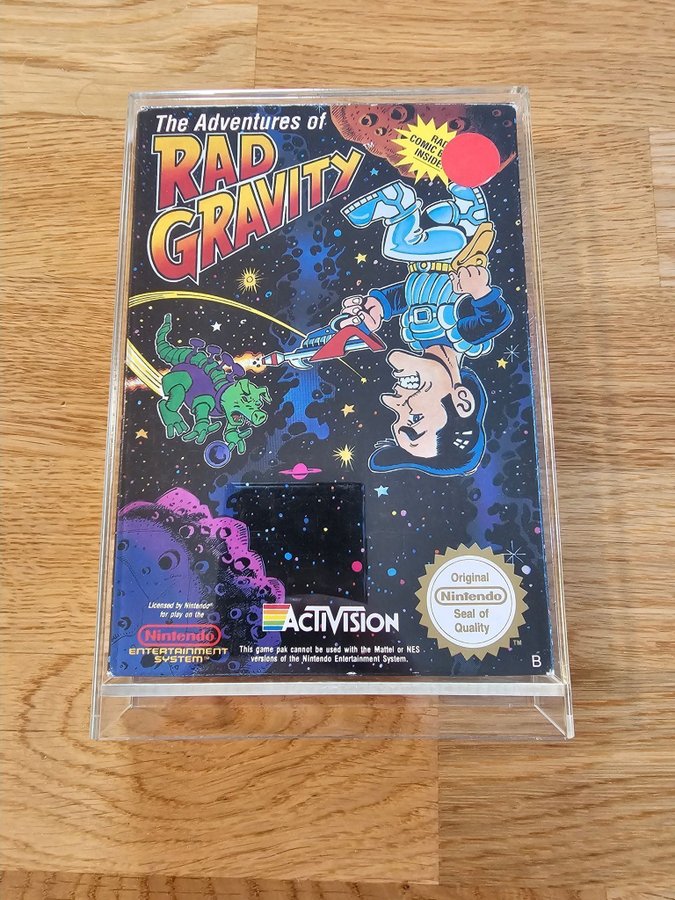 The Adventures of
RAD
GRAVITY
COMIC
INSIDE
Licensed by Nintendo®
for play on the
Nintendo®
ENTERTAINMENT
SYSTEM™
ACTIVISION
This game pak cannot be used with the Mattel or NES
versions of the Nintendo Entertainment System.
Original
Nintendo
Seal of
Quality
TM
B